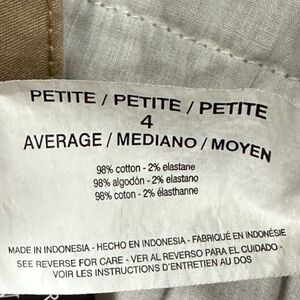 PETITE / PETITE / PETITE
4
AVERAGE / MEDIANO / MOYEN
98% cotton - 2% elastane
98% algodón - 2% elastano
98% coton - 2% élasthanne
MADE IN INDONESIA - HECHO EN INDONESIA - FABRIQUÉ EN INDONÉSIE
SEE REVERSE FOR CARE - VER AL REVERSO PARA EL CUIDADO -
VOIR LES INSTRUCTIONS D'ENTRETIEN AU DOS